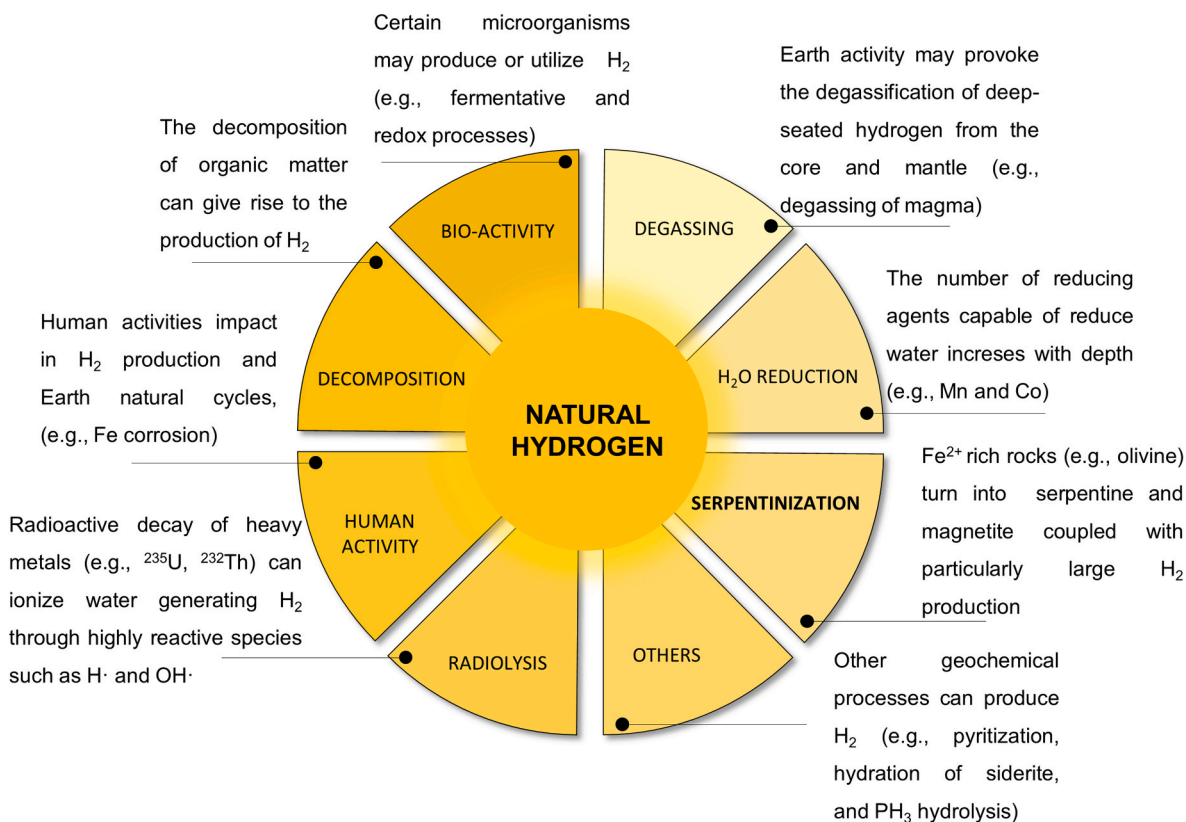 Certain microorganisms
may produce or utilize H₂
(e.g., fermentative and
redox processes)
Earth activity may provoke
the degassification of deep-
seated hydrogen from the
core and mantle (e.g.,
degassing of magma)
The decomposition
of organic matter
can give rise to the
production of H₂
The number of reducing
agents capable of reduce
water increses with depth
(e.g., Mn and Co)
Human activities impact
in H₂ production and
Earth natural cycles,
(e.g., Fe corrosion)
Fe²⁺ rich rocks (e.g., olivine)
turn into serpentine and
magnetite coupled with
particularly large H₂
production
Radioactive decay of heavy
metals (e.g., ²³⁵U, ²³²Th) can
ionize water generating H₂
through highly reactive species
such as H· and OH·
Other geochemical
processes can produce
H₂ (e.g., pyritization,
hydration of siderite,
and PH₃ hydrolysis)
BIO-ACTIVITY
DEGASSING
DECOMPOSITION
H₂O REDUCTION
NATURAL
HYDROGEN
HUMAN
ACTIVITY
SERPENTINIZATION
RADIOLYSIS
OTHERS